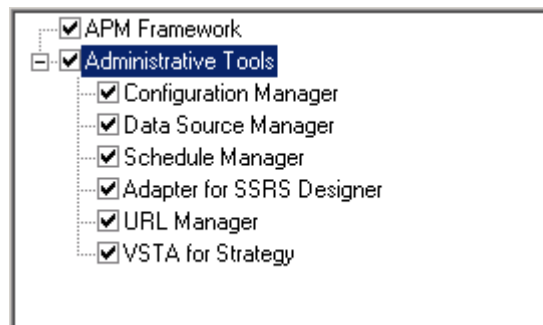 APM Framework
Administrative Tools
Configuration Manager
Data Source Manager
Schedule Manager
Adapter for SSRS Designer
URL Manager
VSTA for Strategy